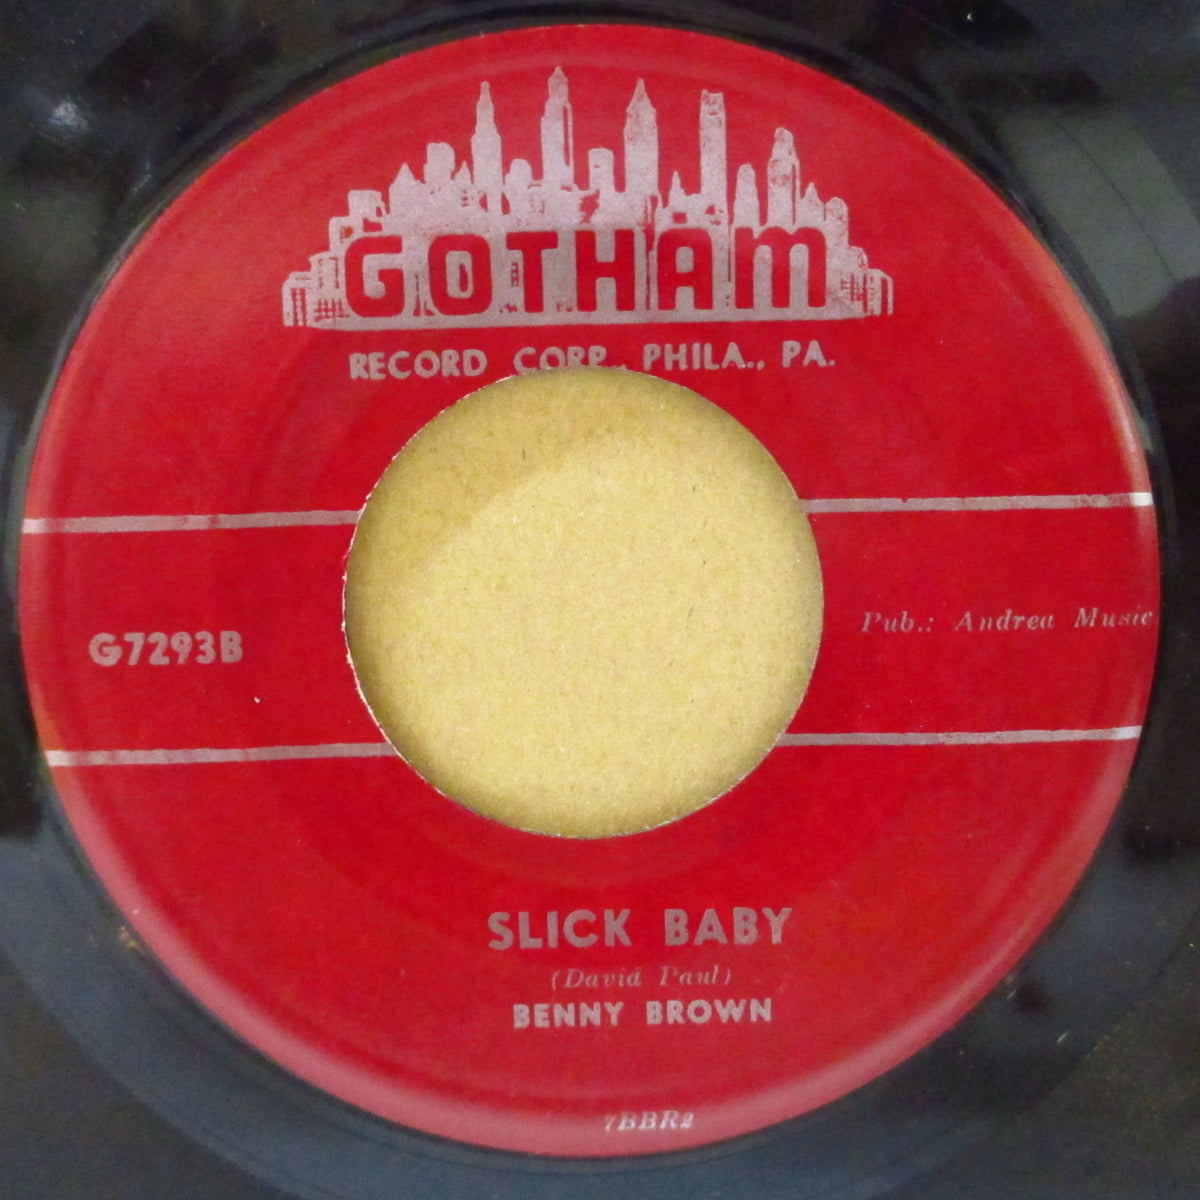 GOTHAM
RECORD CORP., PHILA., PA.
Pub.: Andrea Music
G7293B
SLICK BABY
(David Paul)
BENNY BROWN
7BBR2